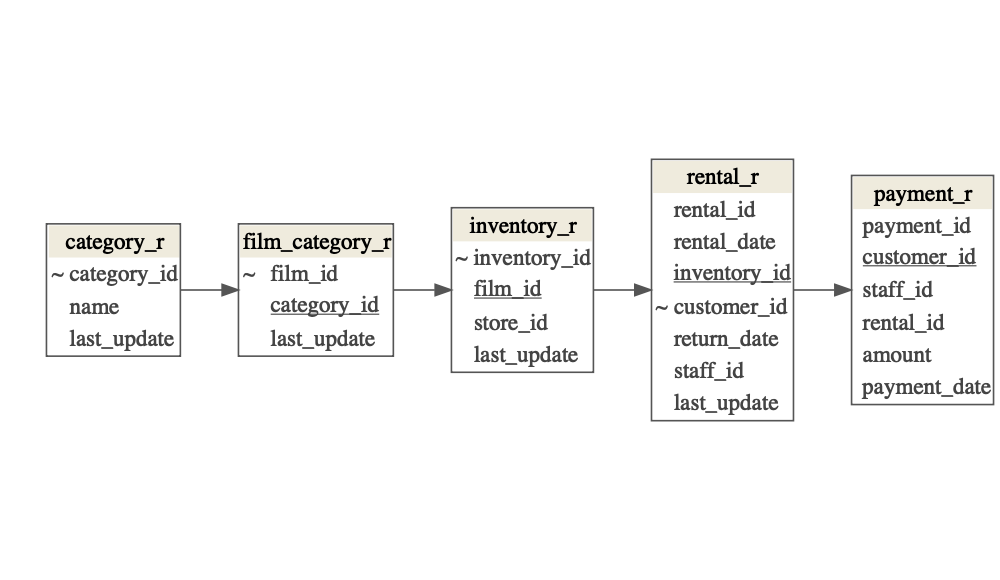 category_r
~ category_id
name
last_update
film_category_r
~ film_id
category_id
last_update
inventory_r
~ inventory_id
film_id
store_id
last_update
rental_r
rental_id
rental_date
inventory_id
~ customer_id
return_date
staff_id
last_update
payment_r
payment_id
customer_id
staff_id
rental_id
amount
payment_date